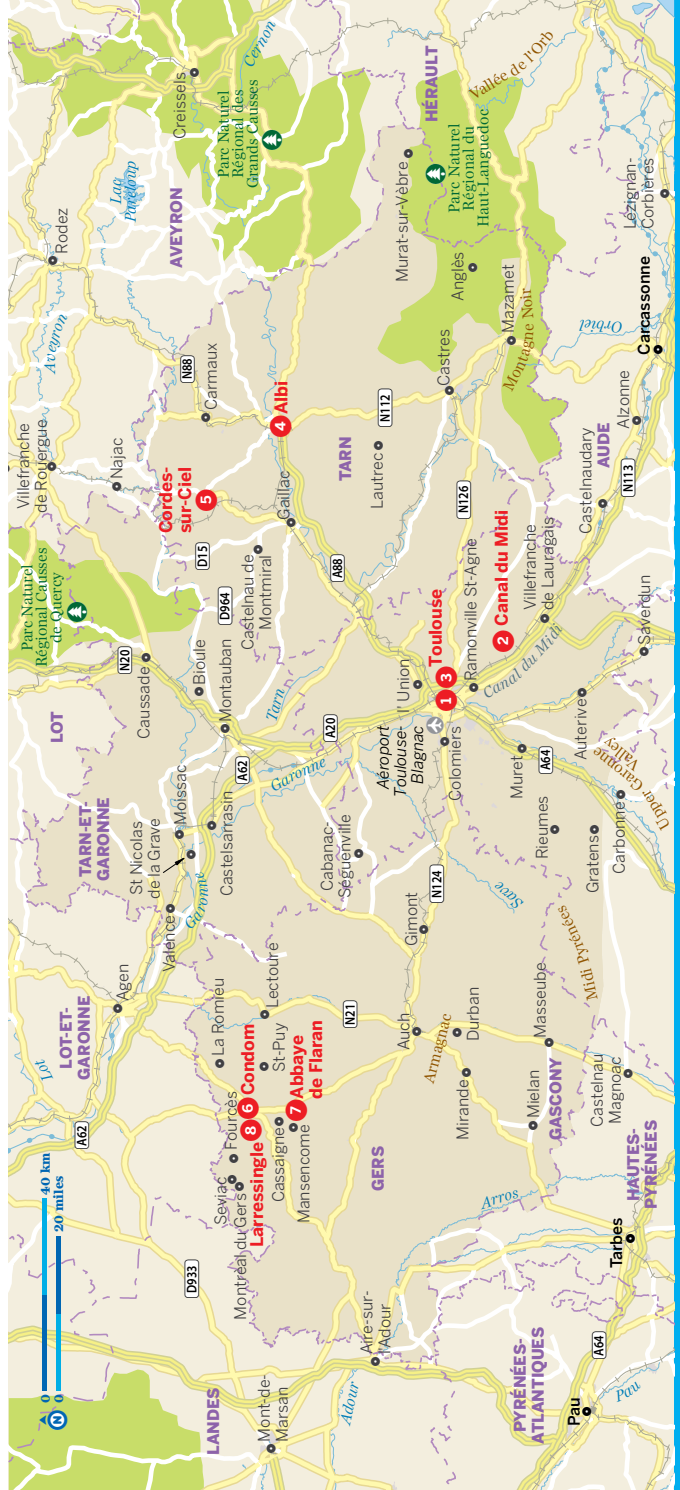 0
40 km
0
20 miles
N
LANDES
Mont-de-
Marsan
Adour
PYRÉNÉES-
ATLANTIQUES
Pau
Pau
A64
Aire-sur-
l'Adour
D933
A62
Lot
LOT-ET-
GARONNE
Agen
Séviac
Fourcès
Montréal du Gers
8
Larressingle
6
Condom
La Romieu
Lectoure
St-Puy
Cassaigne
Mansencome
7
Abbaye
de Flaran
N21
GERS
Auch
Armagnac
Durban
Mirande
Mielan
Masseube
GASCONY
Arros
Tarbes
HAUTES-
PYRÉNÉES
Castelnau
Magnoac
Midi Pyrénées
Gimont
N124
Save
Valence
Garonne
St Nicolas
de la Grave
Moissac
TARN-ET-
GARONNE
Castelsarrasin
Cabanac-
Séguenville
Garonne
A62
A20
LOT
N20
Caussade
Parc Naturel
Régional Causses
de Quercy
Bioule
Montauban
Tarn
D964
D15
Castelnau de
Montmiral
Aéroport
Toulouse-
Blagnac
Colomiers
l' Union
1
3
Toulouse
Ramonville St-Agne
2
Canal du Midi
Canal du Midi
Muret
A64
Rieumes
Gratens
Carbonne
Upper Garonne
Valley
Auterive
Saverdun
Villefranche
de Lauragais
Castelnaudary
AUDE
N113
Alzonne
Carcassonne
Orbiel
Lézignan-
Corbières
Villefranche
de Rouergue
Najac
Cordes-
sur-Ciel
5
Gaillac
A88
TARN
Lautrec
N126
N112
Castres
Mazamet
Montagne Noir
4
Albi
Carmaux
N88
Aveyron
Rodez
AVEYRON
Lac
Pareloup
Creissels
Cernon
Parc Naturel
Régional des
Grands Causses
Murat-sur-Vèbre
Anglès
Parc Naturel
Régional du
Haut-Languedoc
HÉRAULT
Vallée de l'Orb